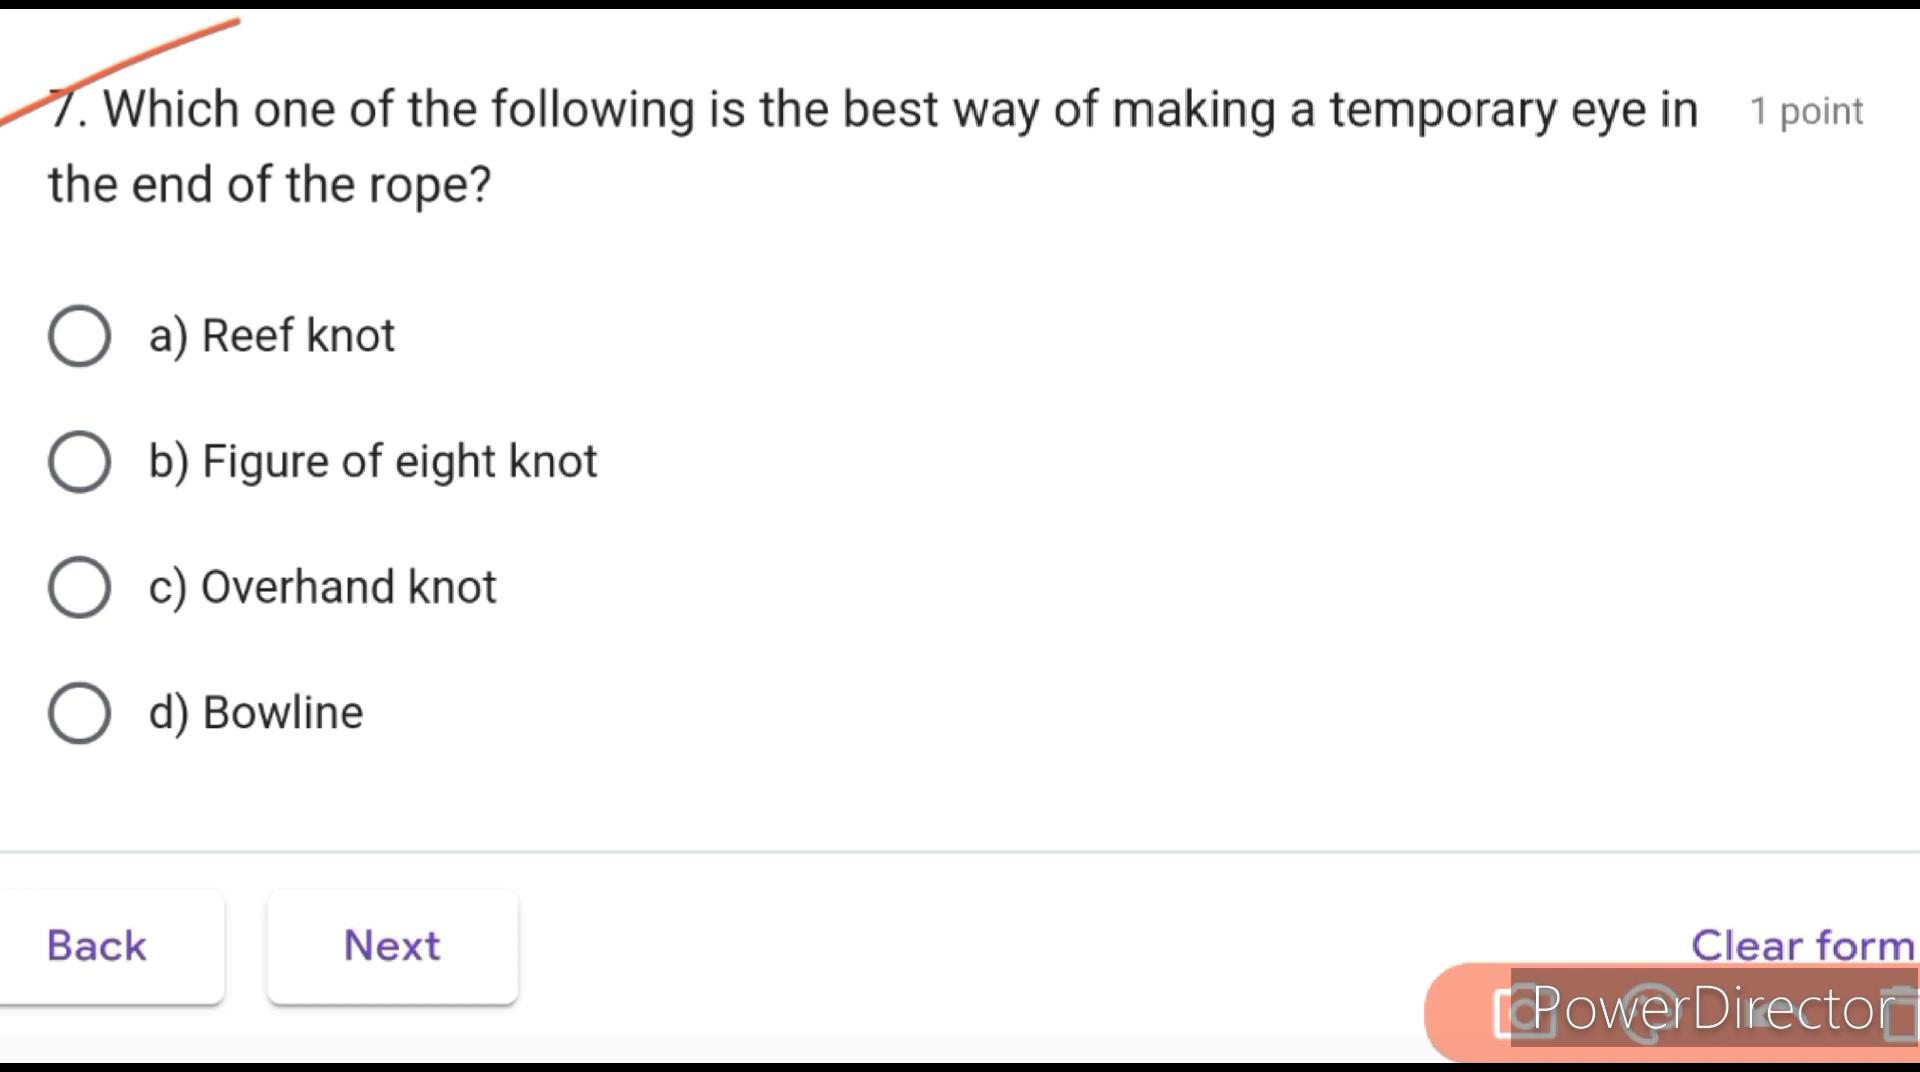 7. Which one of the following is the best way of making a temporary eye in 1 point
the end of the rope?
a) Reef knot
b) Figure of eight knot
c) Overhand knot
d) Bowline
Back Next Clear form
PowerDirector